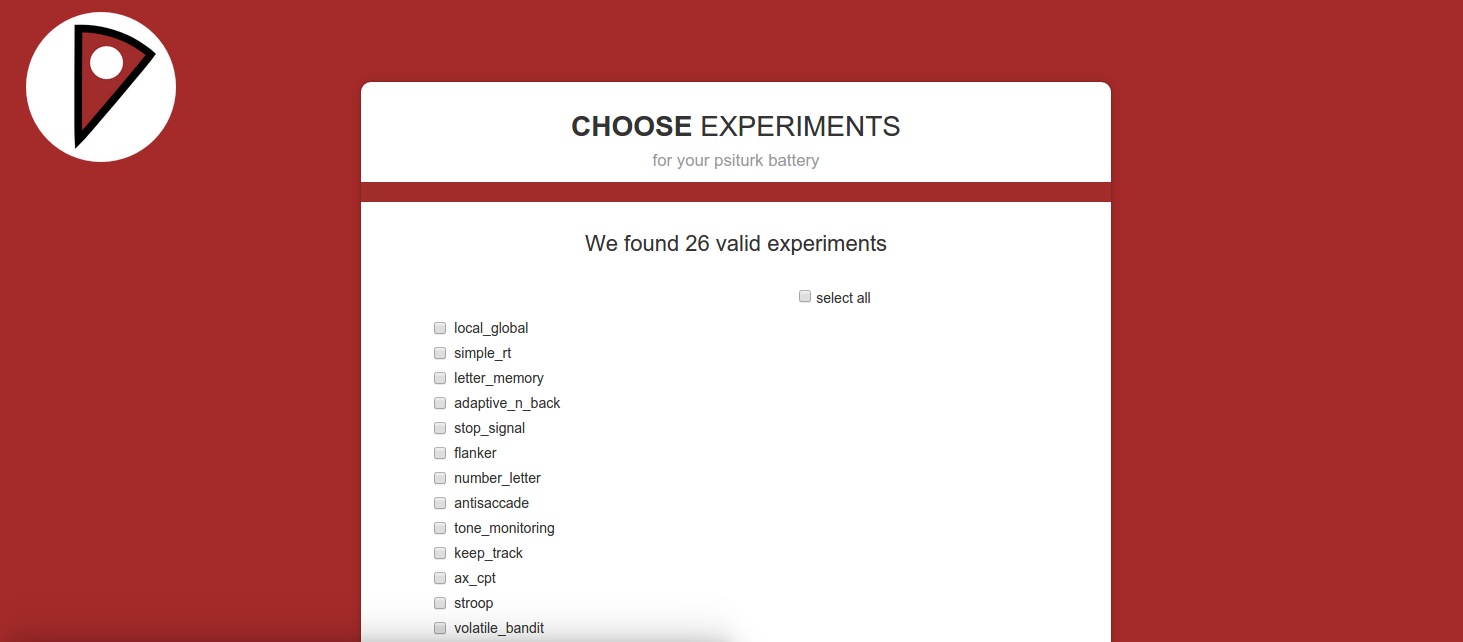 CHOOSE EXPERIMENTS
for your psiturk battery
We found 26 valid experiments
select all
local_global
simple_rt
letter_memory
adaptive_n_back
stop_signal
flanker
number_letter
antisaccade
tone_monitoring
keep_track
ax_cpt
stroop
volatile_bandit